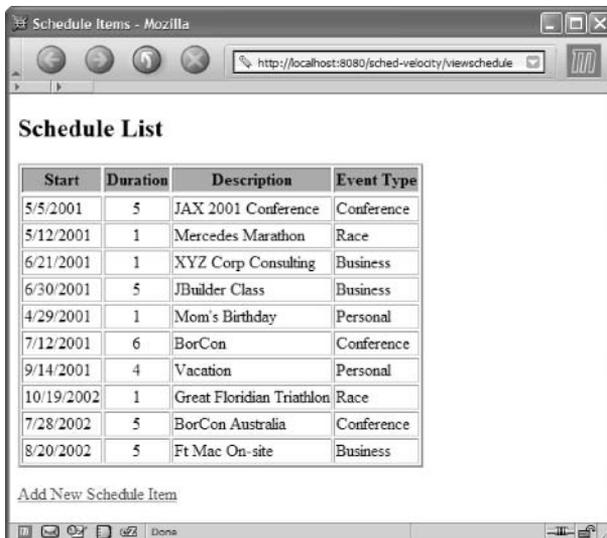 Schedule Items - Mozilla
http://localhost:8080/sched-velocity/viewschedule
Schedule List
Start Duration Description Event Type
5/5/2001 5 JAX 2001 Conference Conference
5/12/2001 1 Mercedes Marathon Race
6/21/2001 1 XYZ Corp Consulting Business
6/30/2001 5 JBuilder Class Business
4/29/2001 1 Mom's Birthday Personal
7/12/2001 6 BorCon Conference
9/14/2001 4 Vacation Personal
10/19/2002 1 Great Floridian Triathlon Race
7/28/2002 5 BorCon Australia Conference
8/20/2002 5 Ft Mac On-site Business
Add New Schedule Item
Done